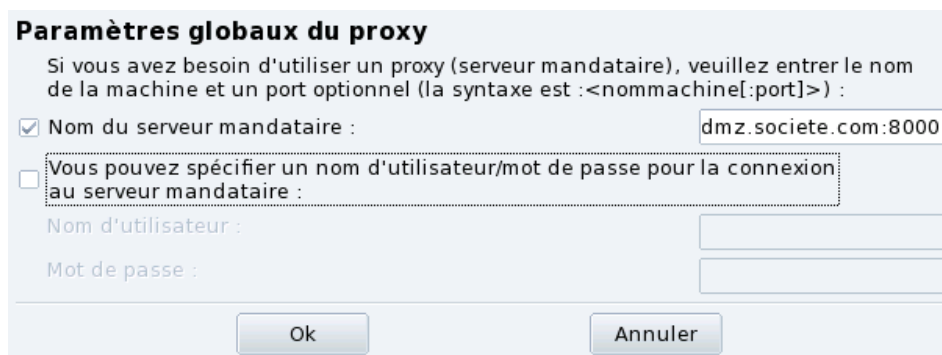 Paramètres globaux du proxy
Si vous avez besoin d'utiliser un proxy (serveur mandataire), veuillez entrer le nom
de la machine et un port optionnel (la syntaxe est :<nommachine[:port]>) :
Nom du serveur mandataire :
dmz.societe.com:8000
Vous pouvez spécifier un nom d'utilisateur/mot de passe pour la connexion
au serveur mandataire :
Nom d'utilisateur :
Mot de passe :
Ok
Annuler